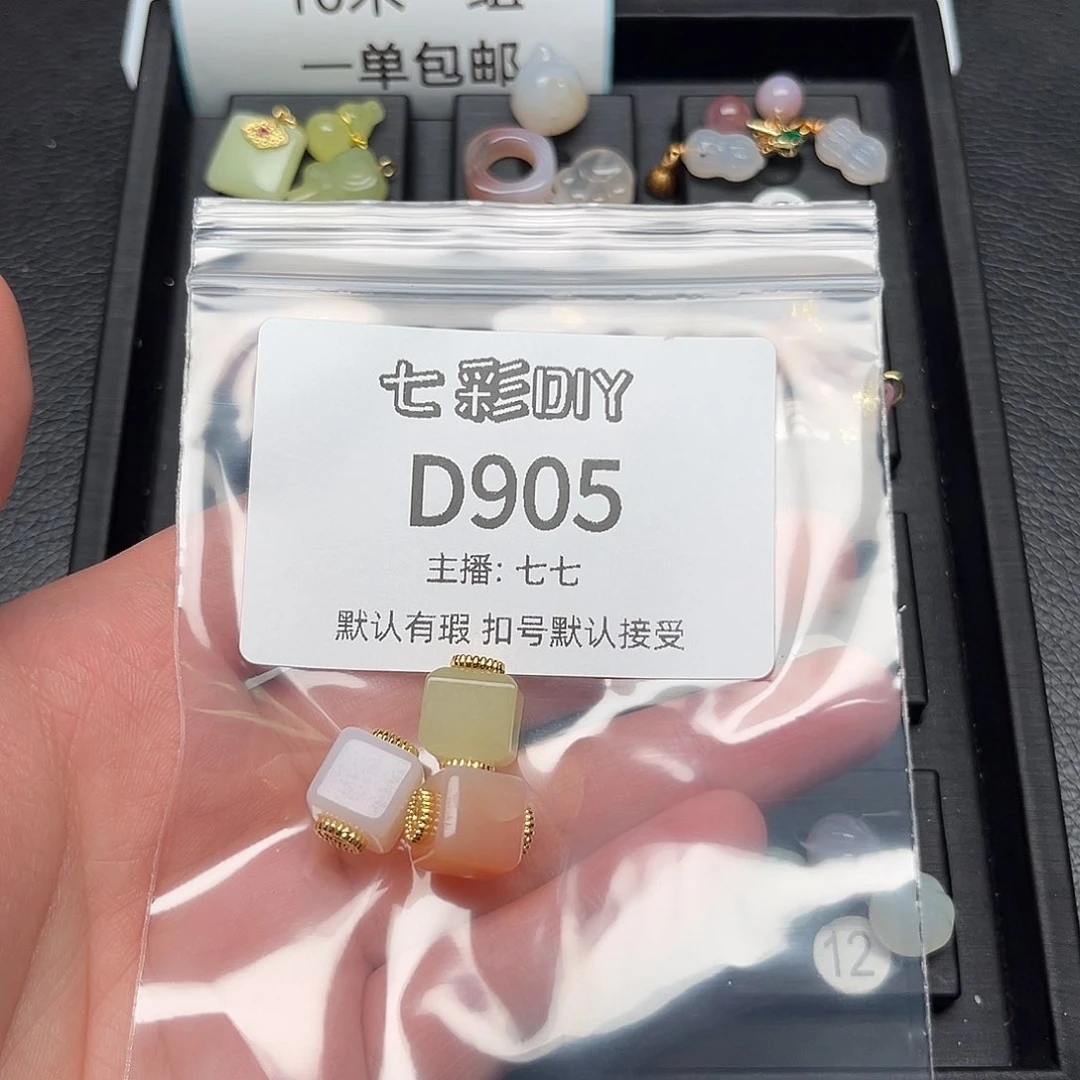 一单包邮
七彩DIY
D905
主播: 七七
默认有瑕 扣号默认接受
12